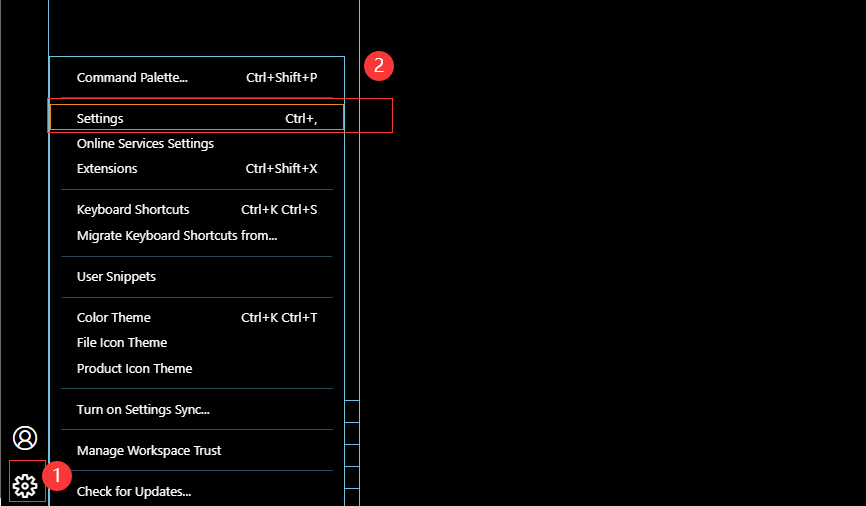 2
Command Palette... Ctrl+Shift+P
Settings Ctrl+,
Online Services Settings
Extensions Ctrl+Shift+X
Keyboard Shortcuts Ctrl+K Ctrl+S
Migrate Keyboard Shortcuts from...
User Snippets
Color Theme Ctrl+K Ctrl+T
File Icon Theme
Product Icon Theme
Turn on Settings Sync...
Manage Workspace Trust
1
Check for Updates...